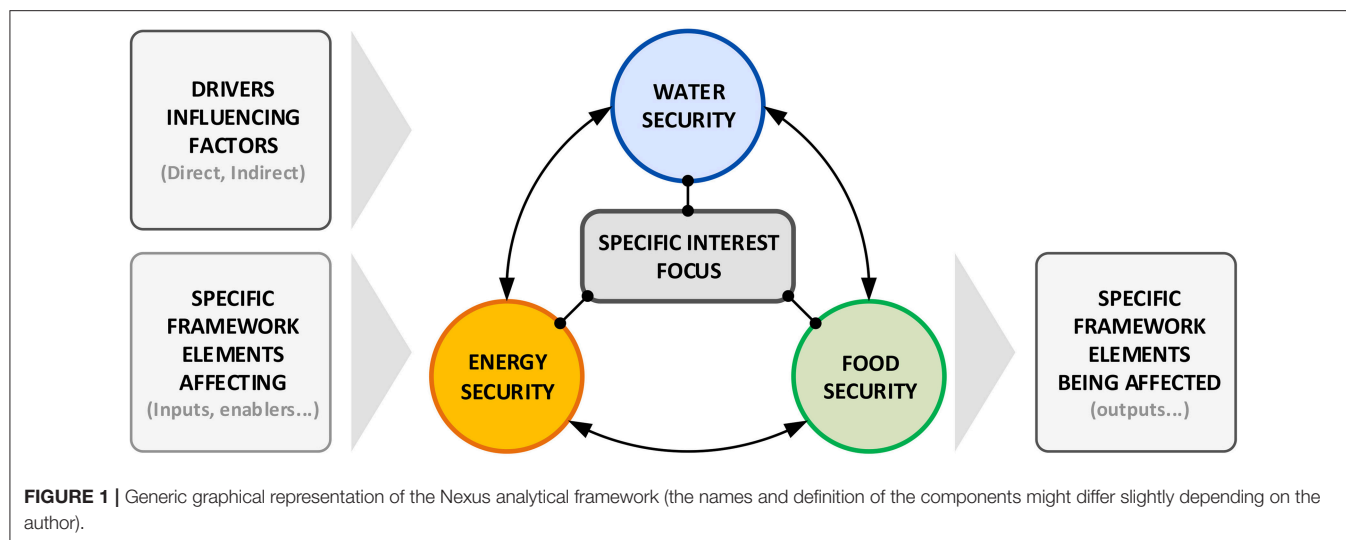 DRIVERS
INFLUENCING
FACTORS
(Direct, Indirect)
SPECIFIC
FRAMEWORK
ELEMENTS
AFFECTING
(Inputs, enablers...)
WATER
SECURITY
SPECIFIC INTEREST
FOCUS
ENERGY
SECURITY
FOOD
SECURITY
SPECIFIC
FRAMEWORK
ELEMENTS
BEING AFFECTED
(outputs...)
FIGURE 1 | Generic graphical representation of the Nexus analytical framework (the names and definition of the components might differ slightly depending on the
author).